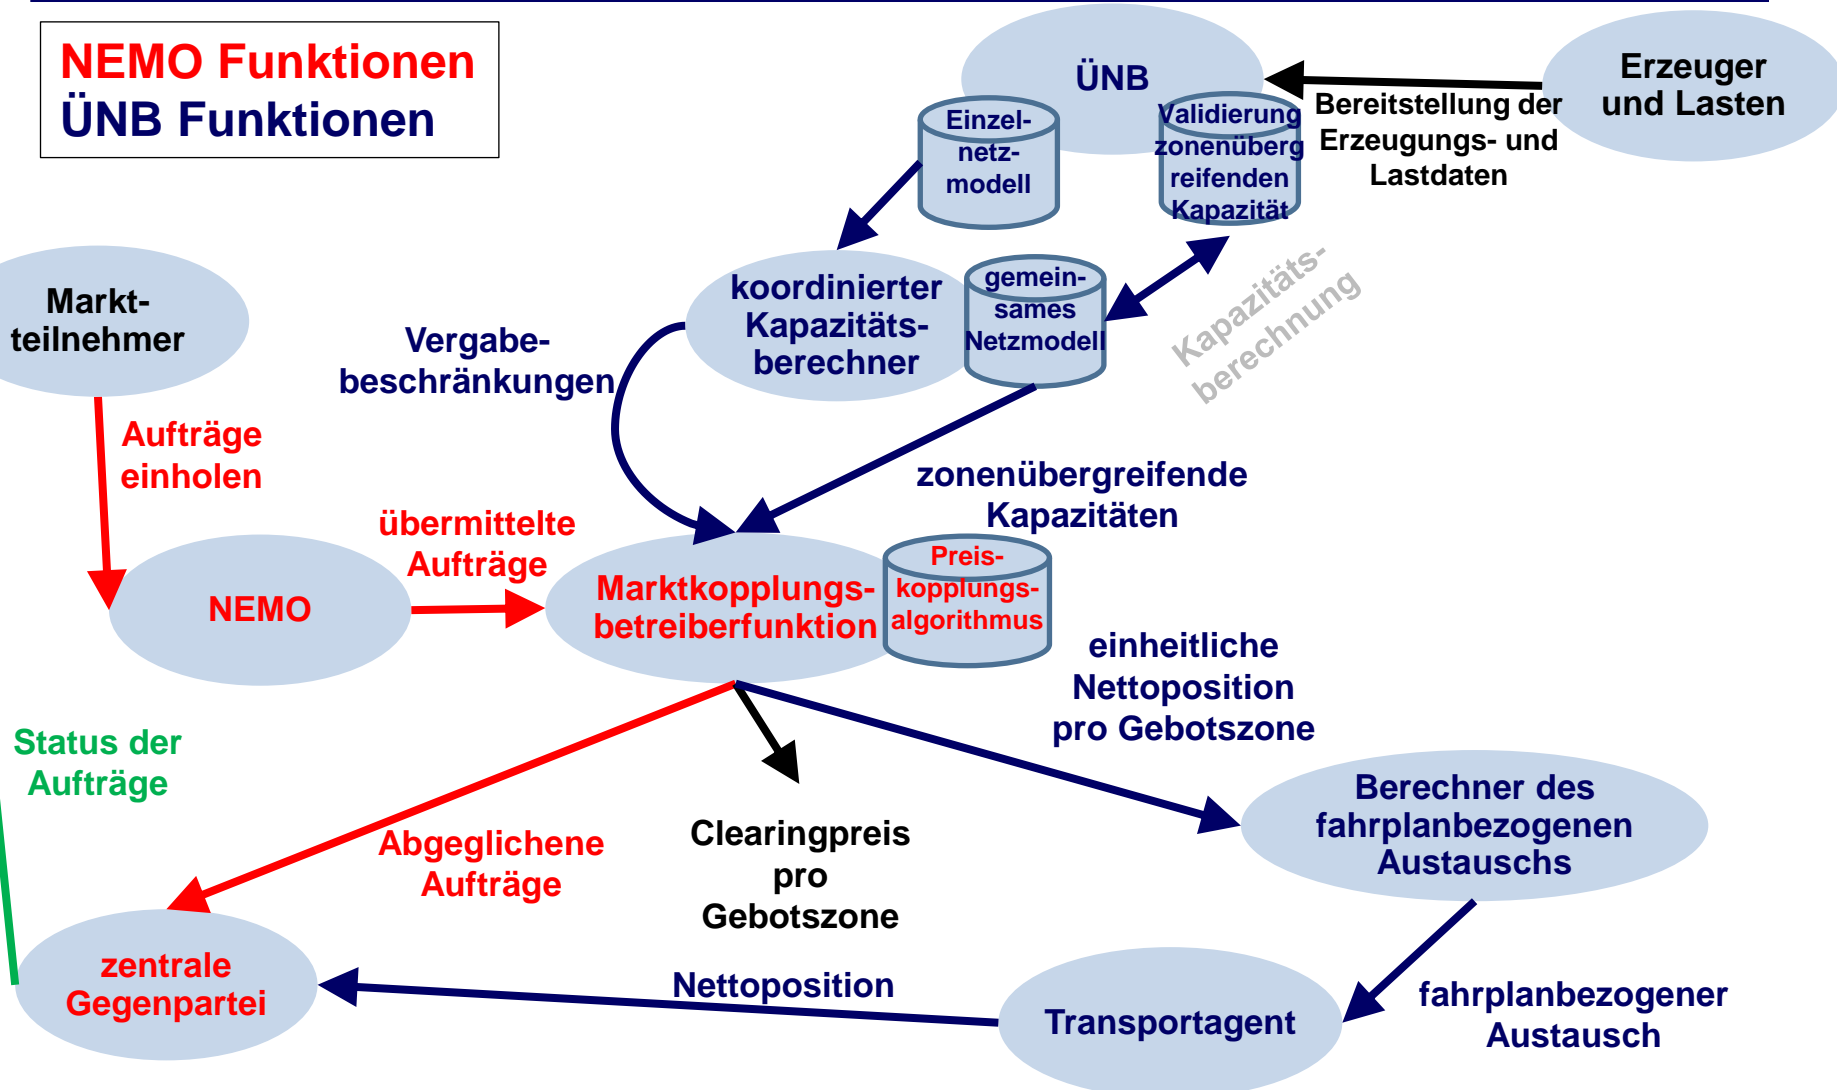 NEMO Funktionen
ÜNB Funktionen
ÜNB
Einzel-
netz-
modell
Validierung
zonenüberg
reifenden
Kapazität
Bereitstellung der
Erzeugungs- und
Lastdaten
Erzeuger
und Lasten
Markt-
teilnehmer
Vergabe-
beschränkungen
koordinierter
Kapazitäts-
berechner
gemein-
sames
Netzmodell
Kapazitäts-
berechnung
Aufträge
einholen
zonenübergreifende
Kapazitäten
NEMO
übermittelte
Aufträge
Marktkopplungs-
betreiberfunktion
Preis-
kopplungs-
algorithmus
einheitliche
Nettoposition
pro Gebotszone
Status der
Aufträge
Abgeglichene
Aufträge
Clearingpreis
pro
Gebotszone
Berechner des
fahrplanbezogenen
Austauschs
zentrale
Gegenpartei
Nettoposition
Transportagent
fahrplanbezogener
Austausch